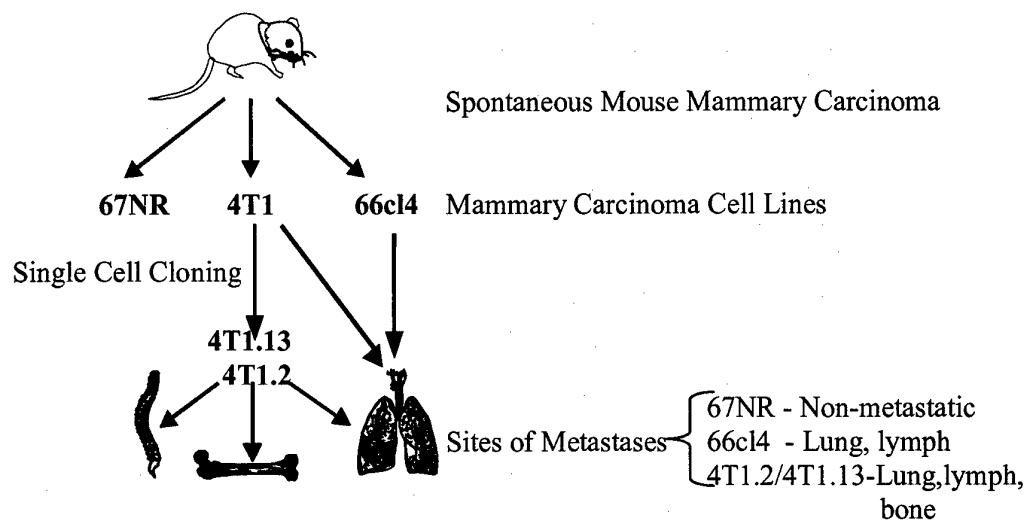 Spontaneous Mouse Mammary Carcinoma
67NR 4T1 66cl4 Mammary Carcinoma Cell Lines
Single Cell Cloning
4T1.13
4T1.2
Sites of Metastases
67NR - Non-metastatic
66cl4 - Lung, lymph
4T1.2/4T1.13-Lung,lymph,
bone